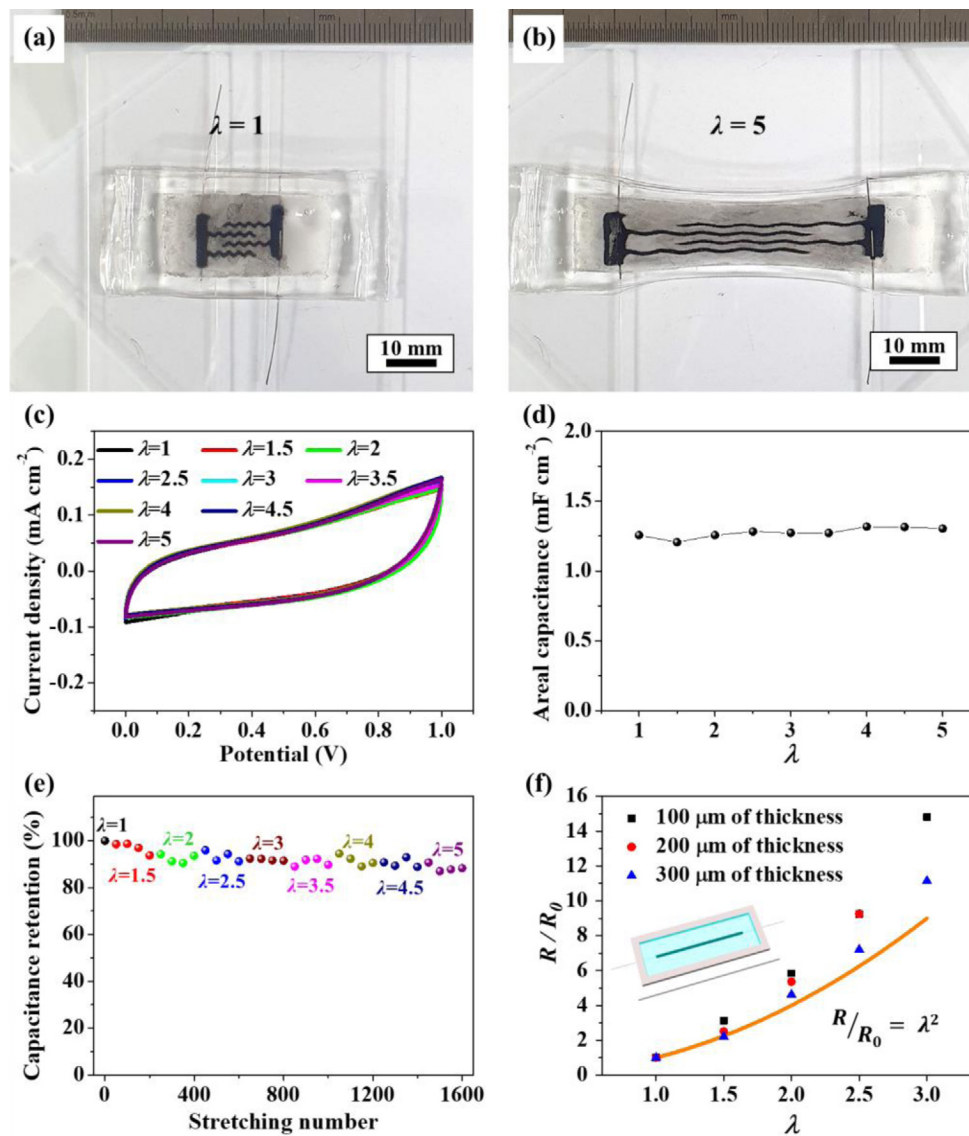 (a)
0.5m/m
mm
λ = 1
10 mm
(b)
mm
λ = 5
10 mm
(c)
λ=1 λ=1.5 λ=2
λ=2.5 λ=3 λ=3.5
λ=4 λ=4.5
λ=5
Current density (mA cm⁻²)
0.2
0.1
0.0
-0.1
-0.2
0.0 0.2 0.4 0.6 0.8 1.0
Potential (V)
(d)
Areal capacitance (mF cm⁻²)
2.0
1.5
1.0
0.5
0.0
1 2 3 4 5
λ
(e)
Capacitance retention (%)
100
80
60
40
20
0
λ=1
λ=1.5
λ=2
λ=2.5
λ=3
λ=3.5
λ=4
λ=4.5
λ=5
0 400 800 1200 1600
Stretching number
(f)
R/R₀
16
14
12
10
8
6
4
2
0
100 μm of thickness
200 μm of thickness
300 μm of thickness
R/R₀ = λ²
1.0 1.5 2.0 2.5 3.0
λ